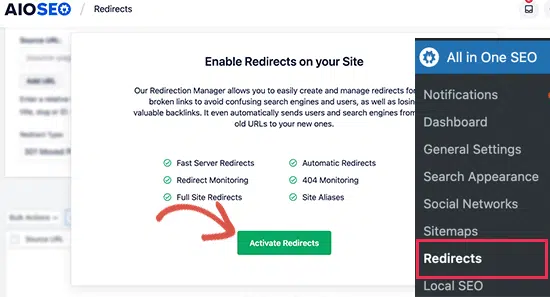 AIOSEO / Redirects
Source URL:
Add URL
Redirect Type
Bulk Actions
Source URL
Enable Redirects on your Site
Our Redirection Manager allows you to easily create and manage redirects for
broken links to avoid confusing search engines and users, as well as losin
valuable backlinks. It even automatically sends users and search engines from
old URLs to your new ones.
Fast Server Redirects
Automatic Redirects
Redirect Monitoring
404 Monitoring
Full Site Redirects
Site Aliases
Activate Redirects
All in One SEO
Notifications
Dashboard
General Settings
Search Appearance
Social Networks
Sitemaps
Redirects
Local SEO